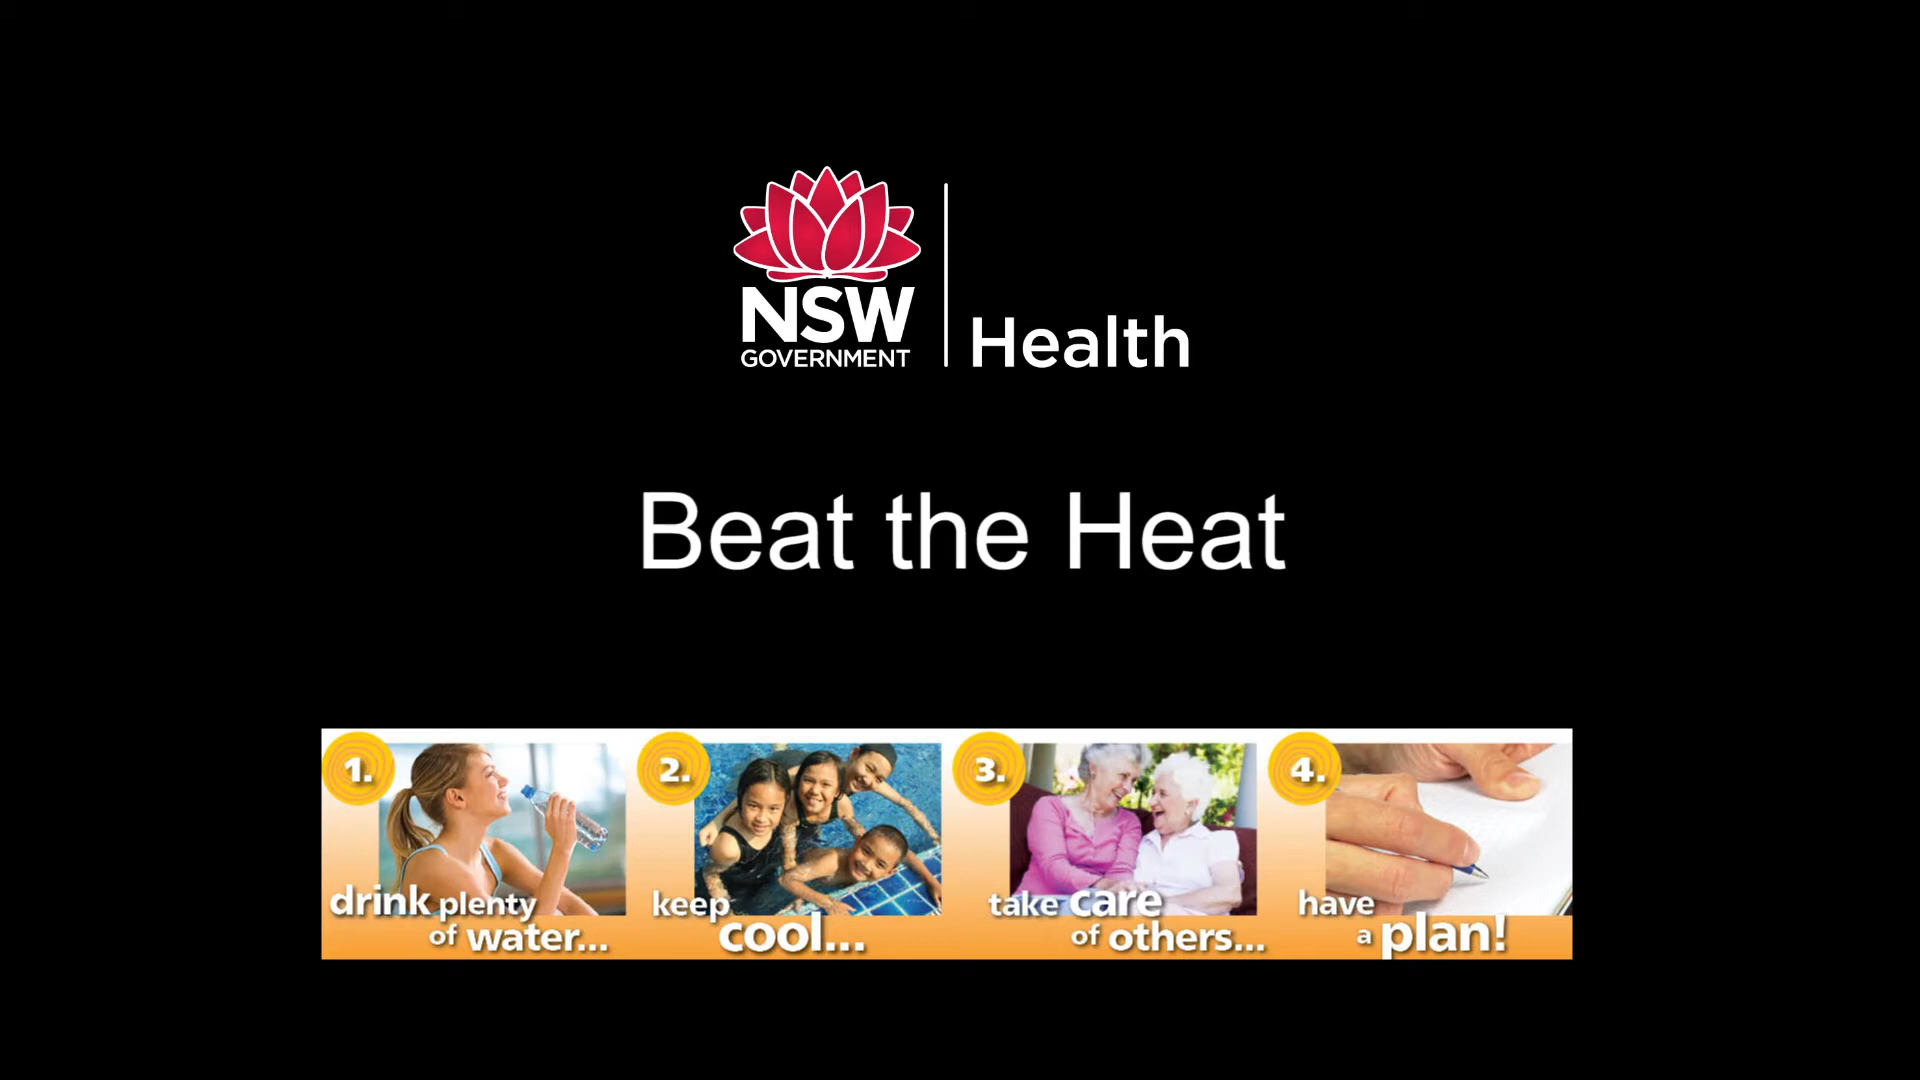 NSW
GOVERNMENT
Health
Beat the Heat
1.
drink plenty
of water...
2.
keep
cool...
3.
take care
of others...
4.
have
a plan!